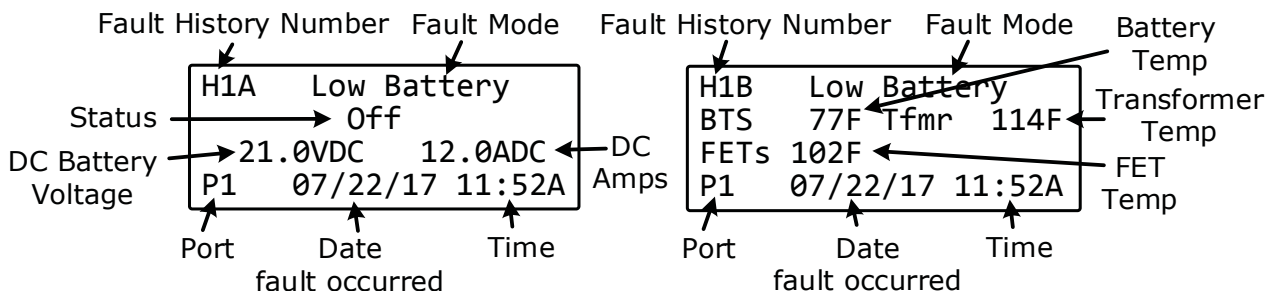 Fault History Number Fault Mode
H1A Low Battery
Status
Off
DC Battery Voltage
21.0VDC 12.0ADC
DC Amps
P1 07/22/17 11:52A
Port
Date fault occurred
Time
Fault History Number Fault Mode
Battery Temp
H1B Low Battery
BTS 77F Tfmr 114F
Transformer Temp
FETs 102F
FET Temp
P1 07/22/17 11:52A
Port
Date fault occurred
Time